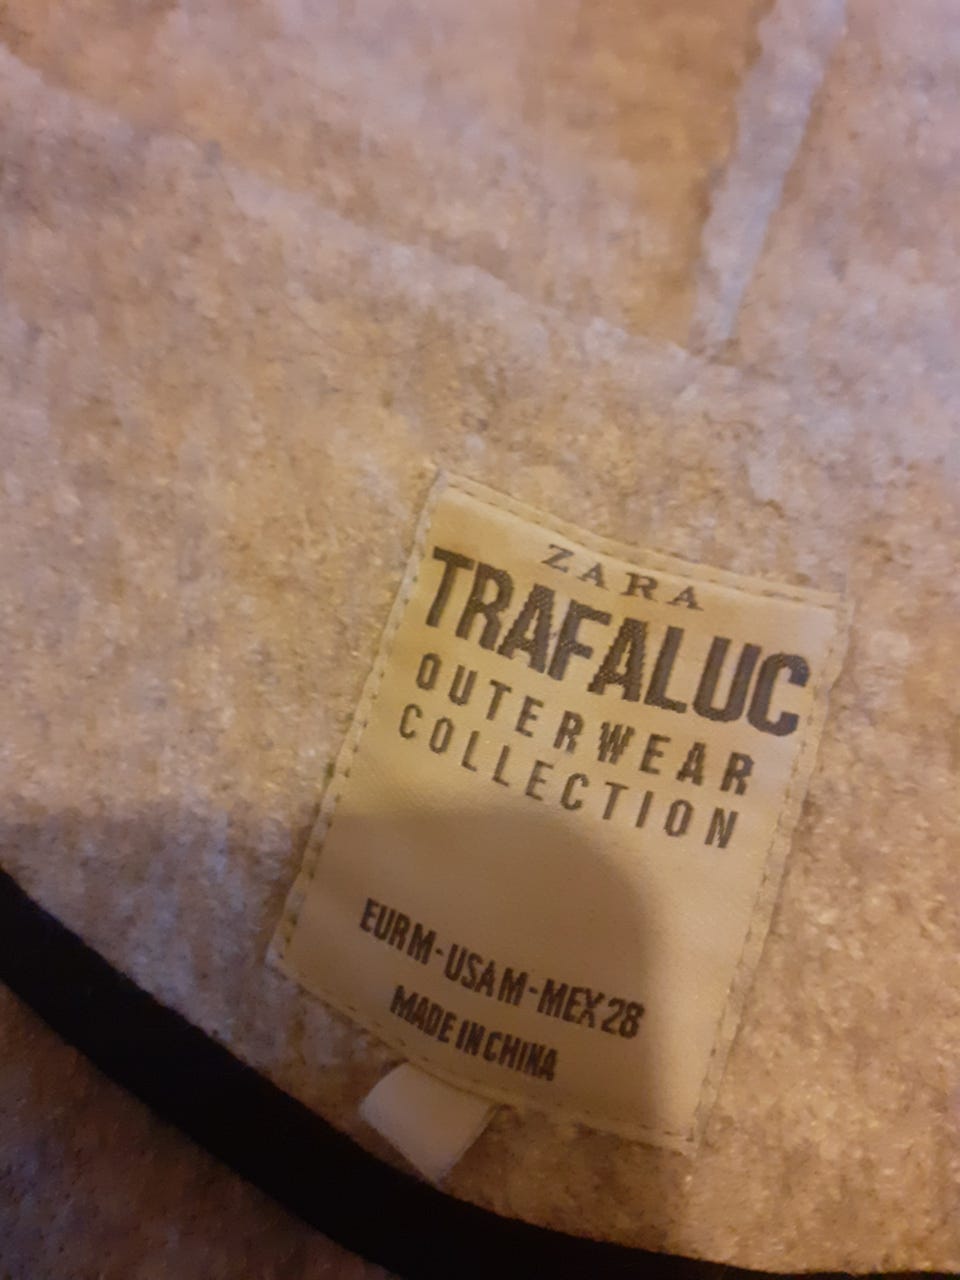 ZARA
TRAFALUC
OUTERWEAR
COLLECTION
EUR M - USA M - MEX 28
MADE IN CHINA